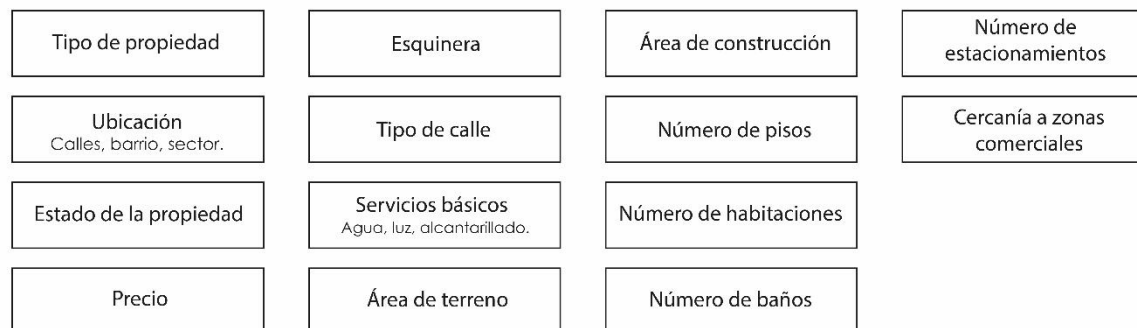 Tipo de propiedad
Ubicación
Calles, barrio, sector.
Estado de la propiedad
Precio
Esquinera
Tipo de calle
Servicios básicos
Agua, luz, alcantarillado.
Área de terreno
Área de construcción
Número de pisos
Número de habitaciones
Número de baños
Número de
estacionamientos
Cercanía a zonas
comerciales